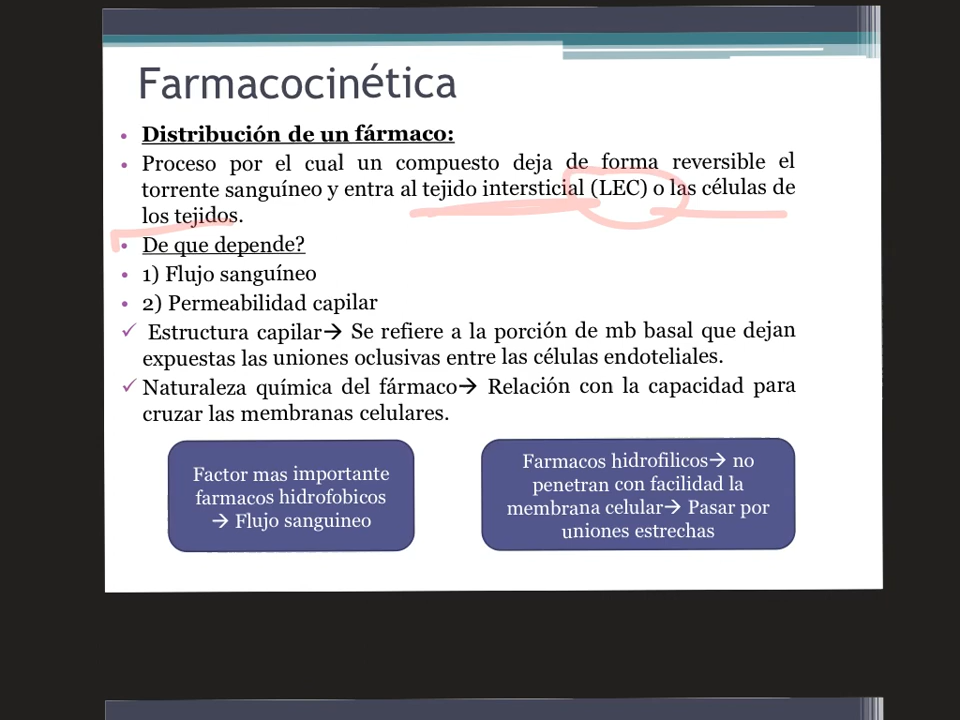 Farmacocinética
• Distribución de un fármaco:
• Proceso por el cual un compuesto deja de forma reversible el
torrente sanguíneo y entra al tejido intersticial (LEC) o las células de
los tejidos.
• De que depende?
• 1) Flujo sanguíneo
• 2) Permeabilidad capilar
✓ Estructura capilar→ Se refiere a la porción de mb basal que dejan
expuestas las uniones oclusivas entre las células endoteliales.
✓ Naturaleza química del fármaco→ Relación con la capacidad para
cruzar las membranas celulares.
Factor mas importante
farmacos hidrofobicos
→ Flujo sanguineo
Farmacos hidrofilicos→ no
penetran con facilidad la
membrana celular→ Pasar por
uniones estrechas